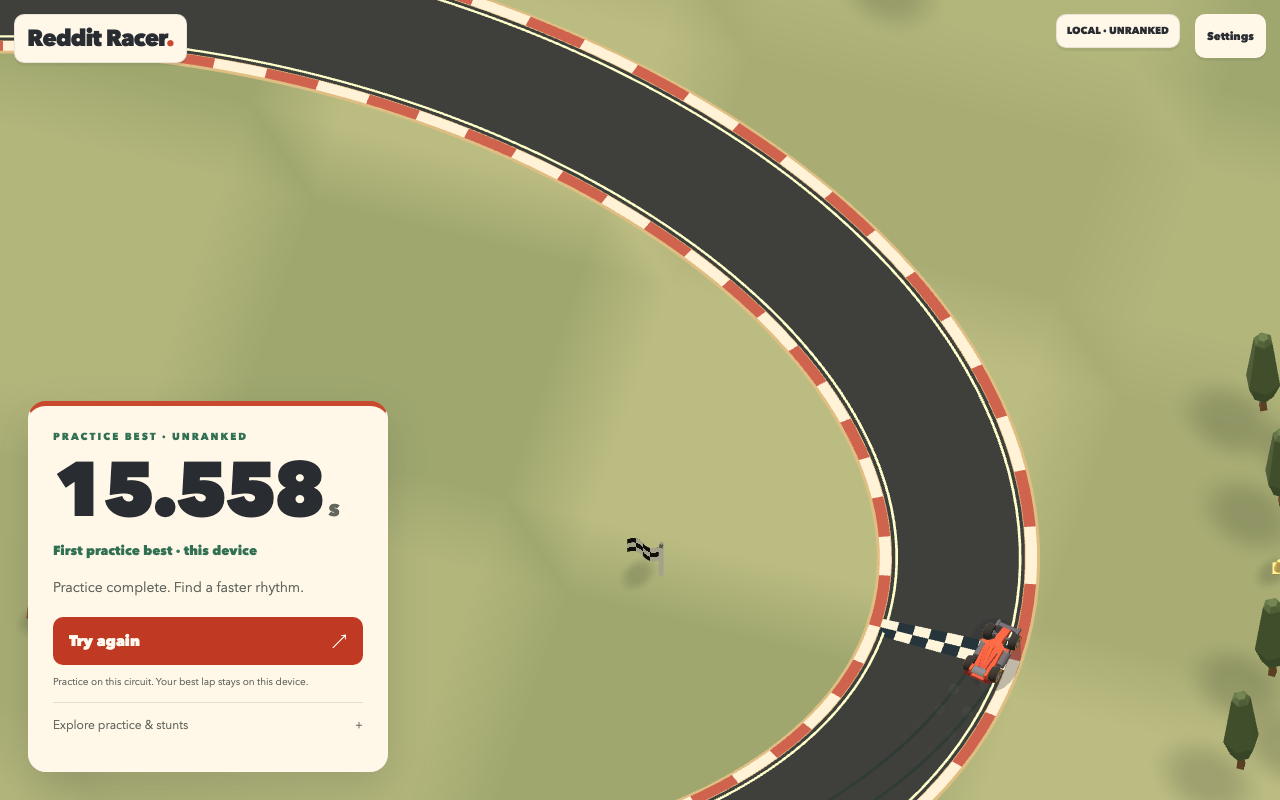 Reddit Racer.
LOCAL • UNRANKED
Settings
PRACTICE BEST • UNRANKED
15.558 s
First practice best • this device
Practice complete. Find a faster rhythm.
Try again ↗
Practice on this circuit. Your best lap stays on this device.
Explore practice & stunts +